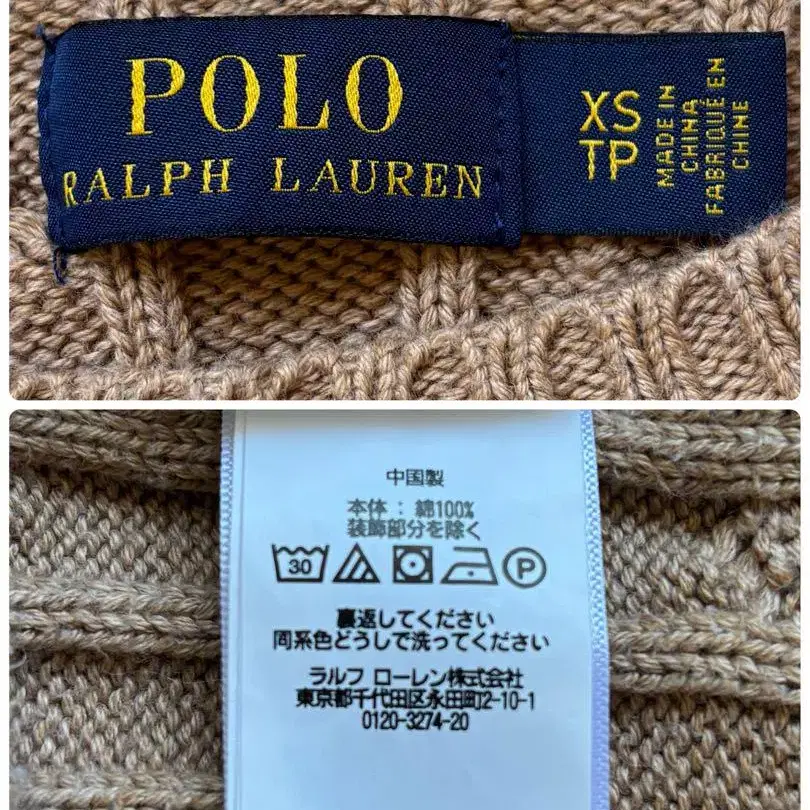 POLO
RALPH LAUREN
XS
TP
MADE IN
CHINA
FABRIQUÉ EN
CHINE
中国製
本体 : 綿100%
装飾部分を除く
30 P
裏返してください
同系色どうしで洗ってください
ラルフ ローレン株式会社
東京都千代田区永田町2-10-1
0120-3274-20